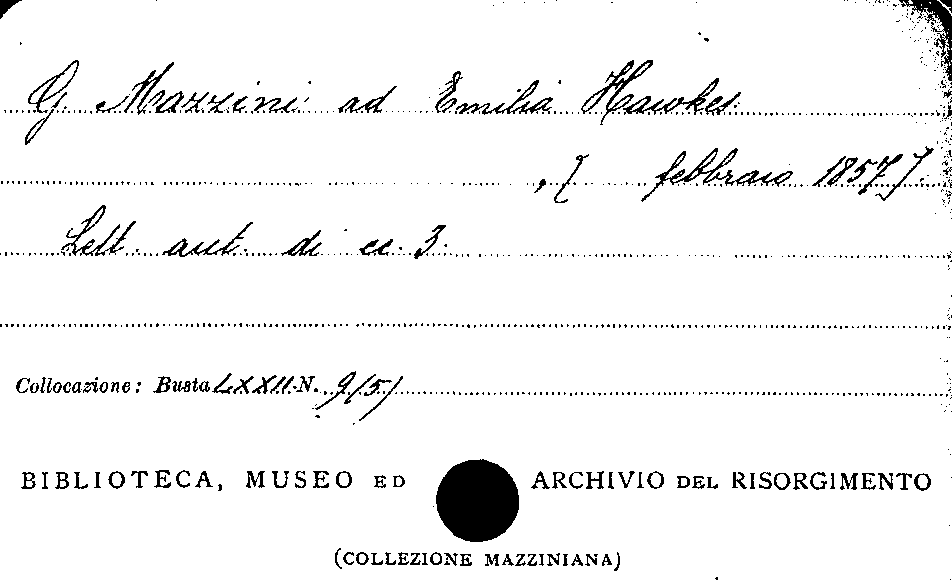 G. Mazzini ad Emilia Hawkes
, [ febbraio 1857].
Lett. aut. di cc. 3.
Collocazione: Busta LXXII N. 9/5/
BIBLIOTECA, MUSEO ED ARCHIVIO DEL RISORGIMENTO
(COLLEZIONE MAZZINIANA)